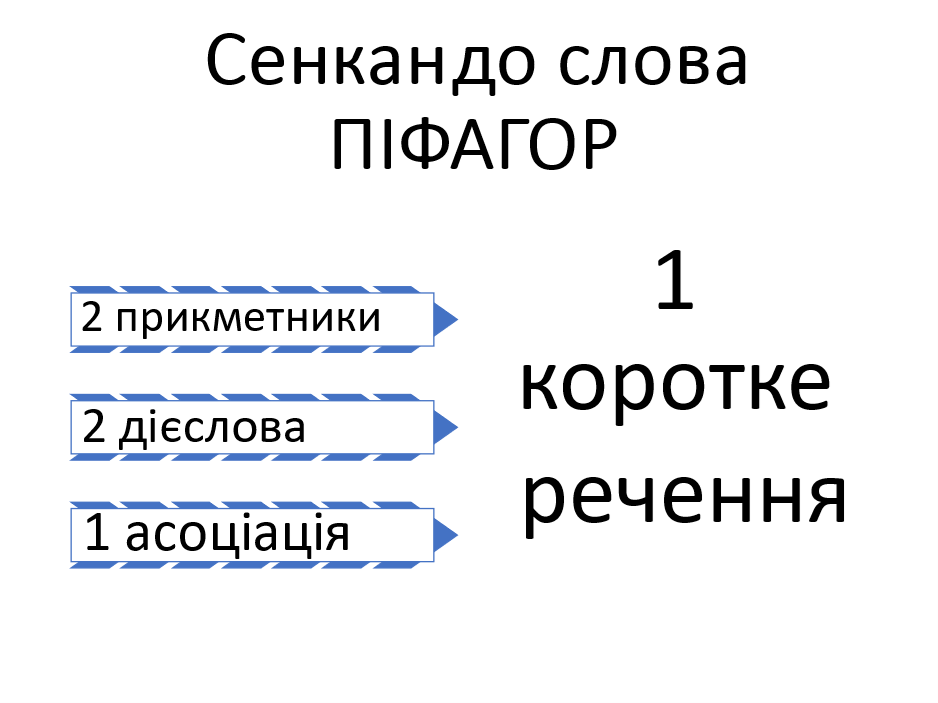 Сенкандо слова
ПІФАГОР
2 прикметники
2 дієслова
1 асоціація
1
коротке
речення